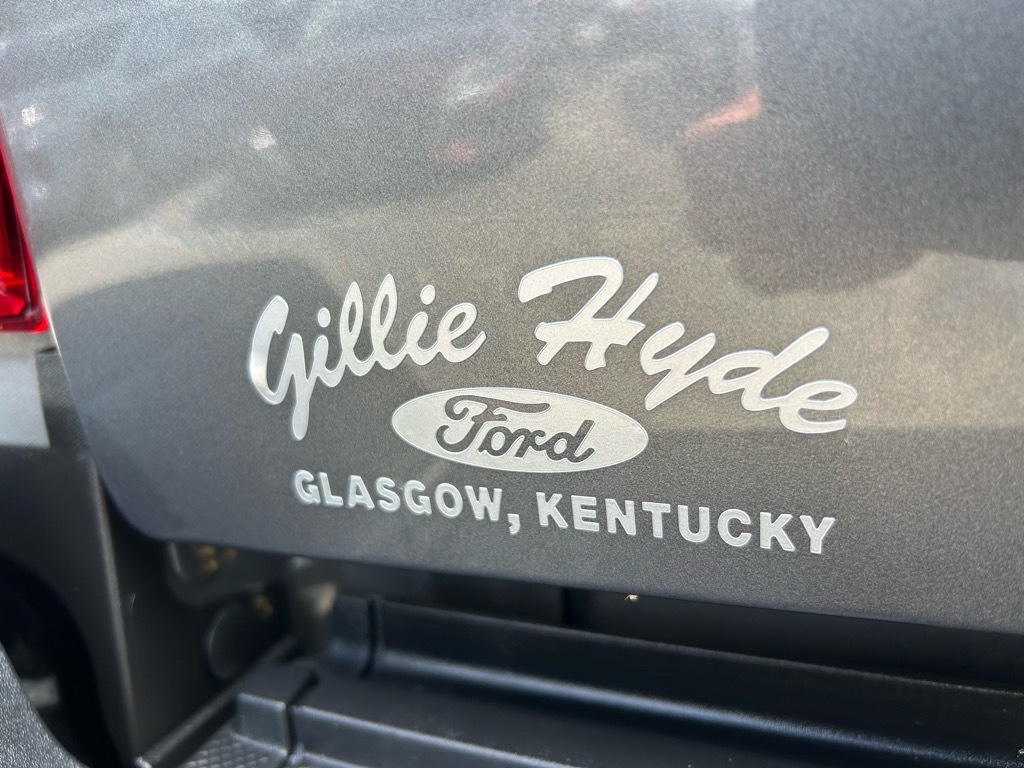 Gillie Hyde
Ford
GLASGOW, KENTUCKY